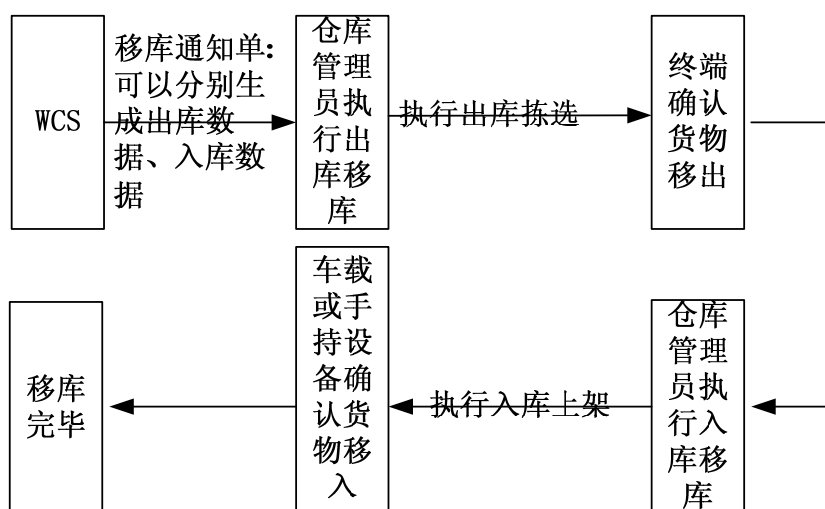 WCS
移库通知单:
可以分别生
成出库数
据、入库数
据
仓库
管理
员执
行出
库移
库
执行出库拣选
终端
确认
货物
移出
仓库
管理
员执
行入
库移
库
执行入库上架
车载
或手
持设
备确
认货
物移
入
移库
完毕